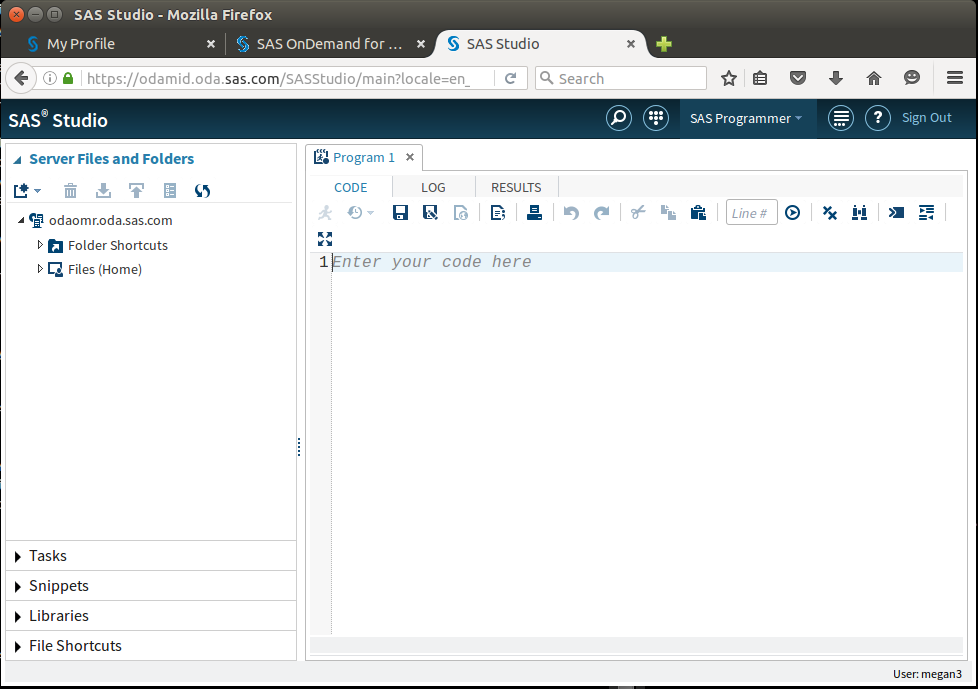 SAS Studio - Mozilla Firefox
My Profile
SAS OnDemand for ...
SAS Studio
https://odamid.oda.sas.com/SASStudio/main?locale=en_
Search
SAS® Studio
SAS Programmer
?
Sign Out
Server Files and Folders
odaomr.oda.sas.com
Folder Shortcuts
Files (Home)
Tasks
Snippets
Libraries
File Shortcuts
Program 1
CODE LOG RESULTS
Line #
1 Enter your code here
User: megan3